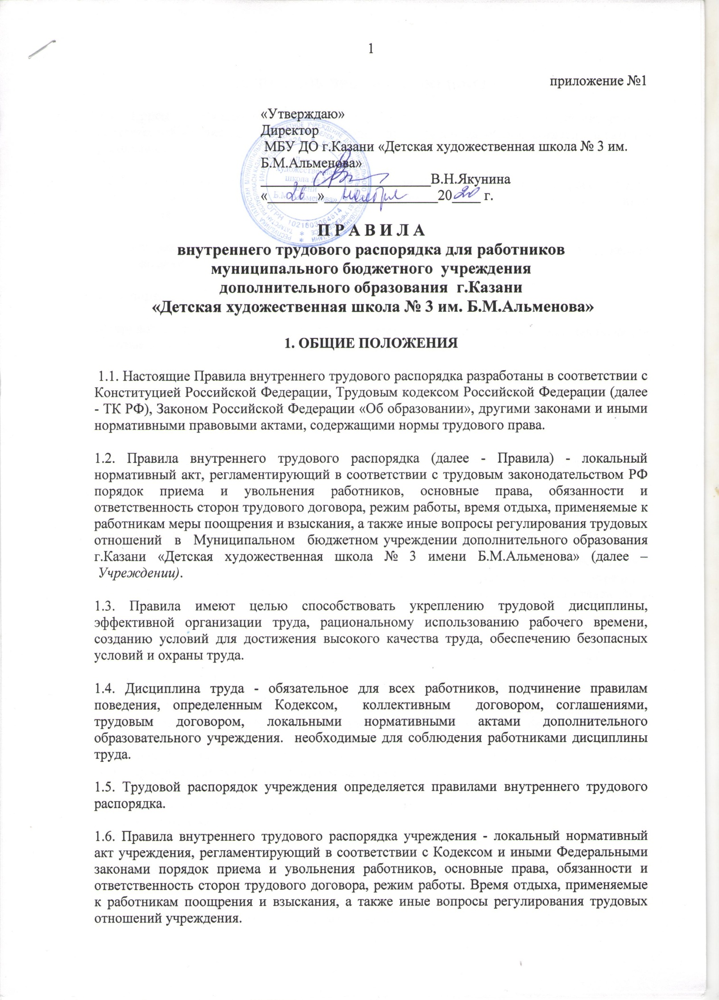 1
приложение №1
«Утверждаю»
Директор
МБУ ДО г.Казани «Детская художественная школа № 3 им.
Б.М.Альменова»
В.Н.Якунина
« 26 » ноября 2020 г.
П Р А В И Л А
внутреннего трудового распорядка для работников
муниципального бюджетного учреждения
дополнительного образования г.Казани
«Детская художественная школа № 3 им. Б.М.Альменова»
1. ОБЩИЕ ПОЛОЖЕНИЯ
1.1. Настоящие Правила внутреннего трудового распорядка разработаны в соответствии с
Конституцией Российской Федерации, Трудовым кодексом Российской Федерации (далее
- ТК РФ), Законом Российской Федерации «Об образовании», другими законами и иными
нормативными правовыми актами, содержащими нормы трудового права.
1.2. Правила внутреннего трудового распорядка (далее - Правила) - локальный
нормативный акт, регламентирующий в соответствии с трудовым законодательством РФ
порядок приема и увольнения работников, основные права, обязанности и
ответственность сторон трудового договора, режим работы, время отдыха, применяемые к
работникам меры поощрения и взыскания, а также иные вопросы регулирования трудовых
отношений в Муниципальном бюджетном учреждении дополнительного образования
г.Казани «Детская художественная школа № 3 имени Б.М.Альменова» (далее –
Учреждении).
1.3. Правила имеют целью способствовать укреплению трудовой дисциплины,
эффективной организации труда, рациональному использованию рабочего времени,
созданию условий для достижения высокого качества труда, обеспечению безопасных
условий и охраны труда.
1.4. Дисциплина труда - обязательное для всех работников, подчинение правилам
поведения, определенным Кодексом, коллективным договором, соглашениями,
трудовым договором, локальными нормативными актами дополнительного
образовательного учреждения. необходимые для соблюдения работниками дисциплины
труда.
1.5. Трудовой распорядок учреждения определяется правилами внутреннего трудового
распорядка.
1.6. Правила внутреннего трудового распорядка учреждения - локальный нормативный
акт учреждения, регламентирующий в соответствии с Кодексом и иными Федеральными
законами порядок приема и увольнения работников, основные права, обязанности и
ответственность сторон трудового договора, режим работы. Время отдыха, применяемые
к работникам поощрения и взыскания, а также иные вопросы регулирования трудовых
отношений учреждения.